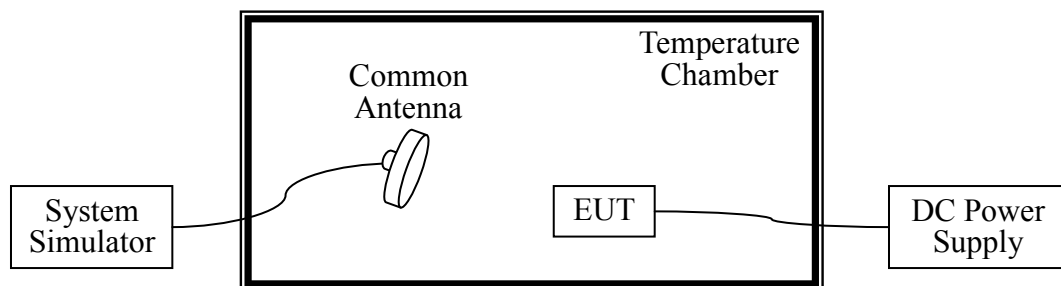 Temperature
Chamber
Common
Antenna
System
Simulator
EUT
DC Power
Supply